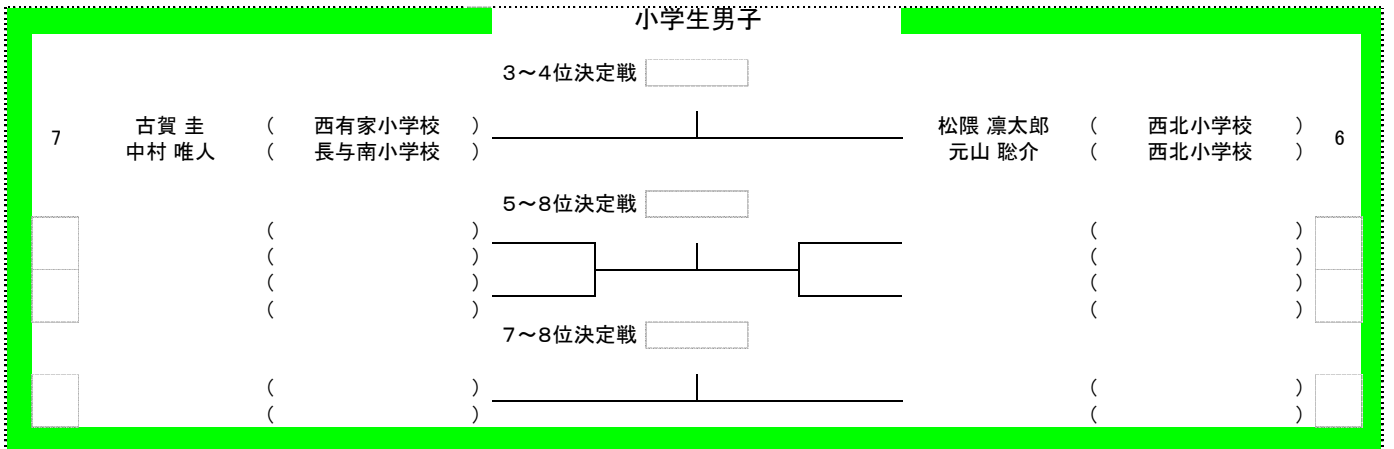 小学生男子
3～4位決定戦
古賀 圭 ( 西有家小学校 ) 松隈 凛太郎 ( 西北小学校 )
7 6
中村 唯人 ( 長与南小学校 ) 元山 聡介 ( 西北小学校 )
5～8位決定戦
( ) ( )
( ) ( )
( ) ( )
( ) ( )
7～8位決定戦
( ) ( )
( ) ( )